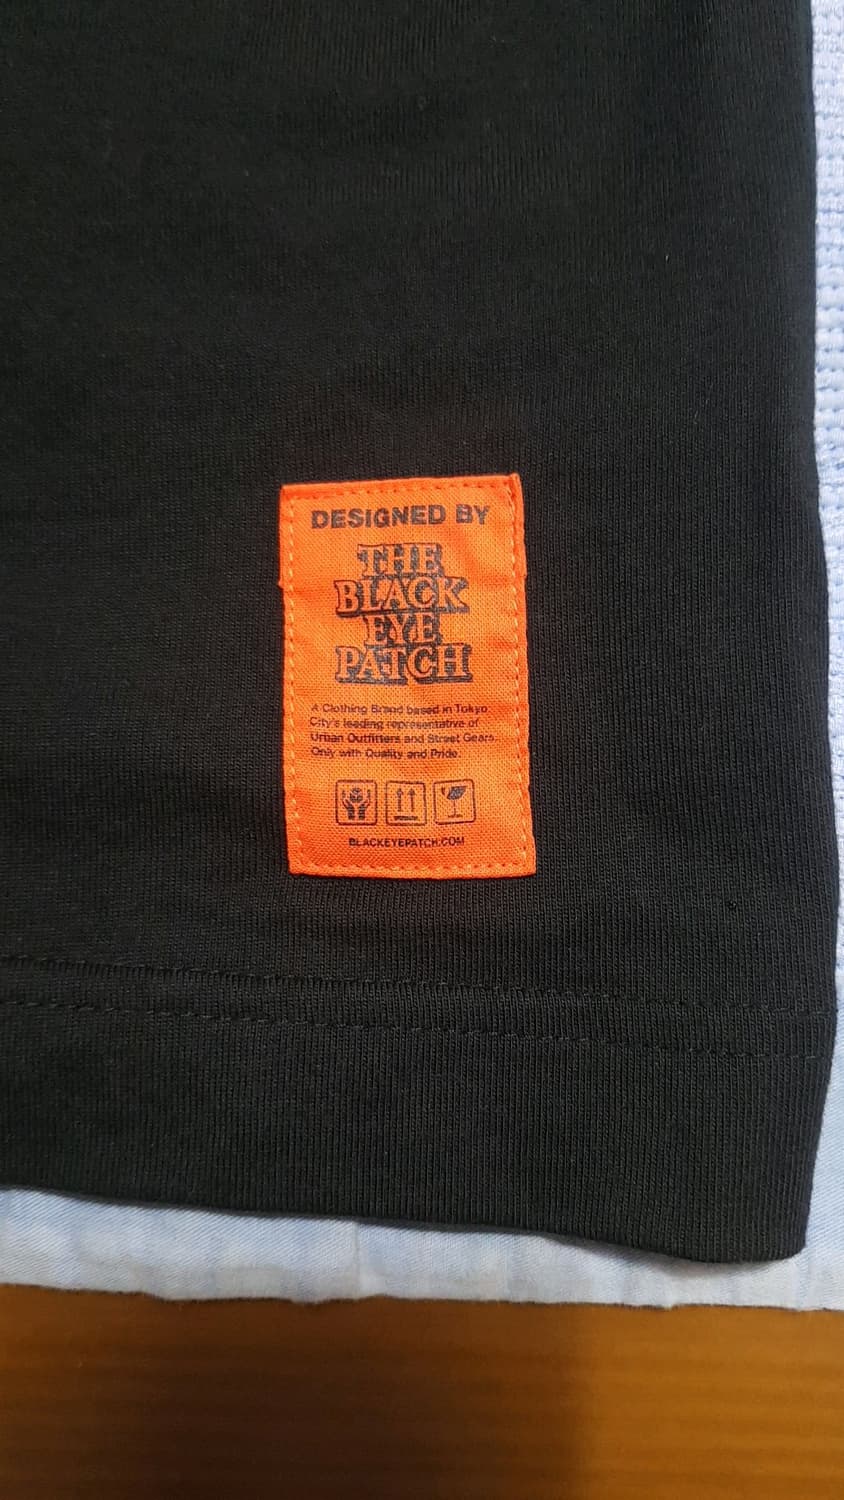 DESIGNED BY
THE
BLACK
EYE
PATCH
A Clothing Brand based in Tokyo
City's leading representative of
Urban Outfitters and Street Gears.
Only with Quality and Pride.
BLACKEYEPATCH.COM